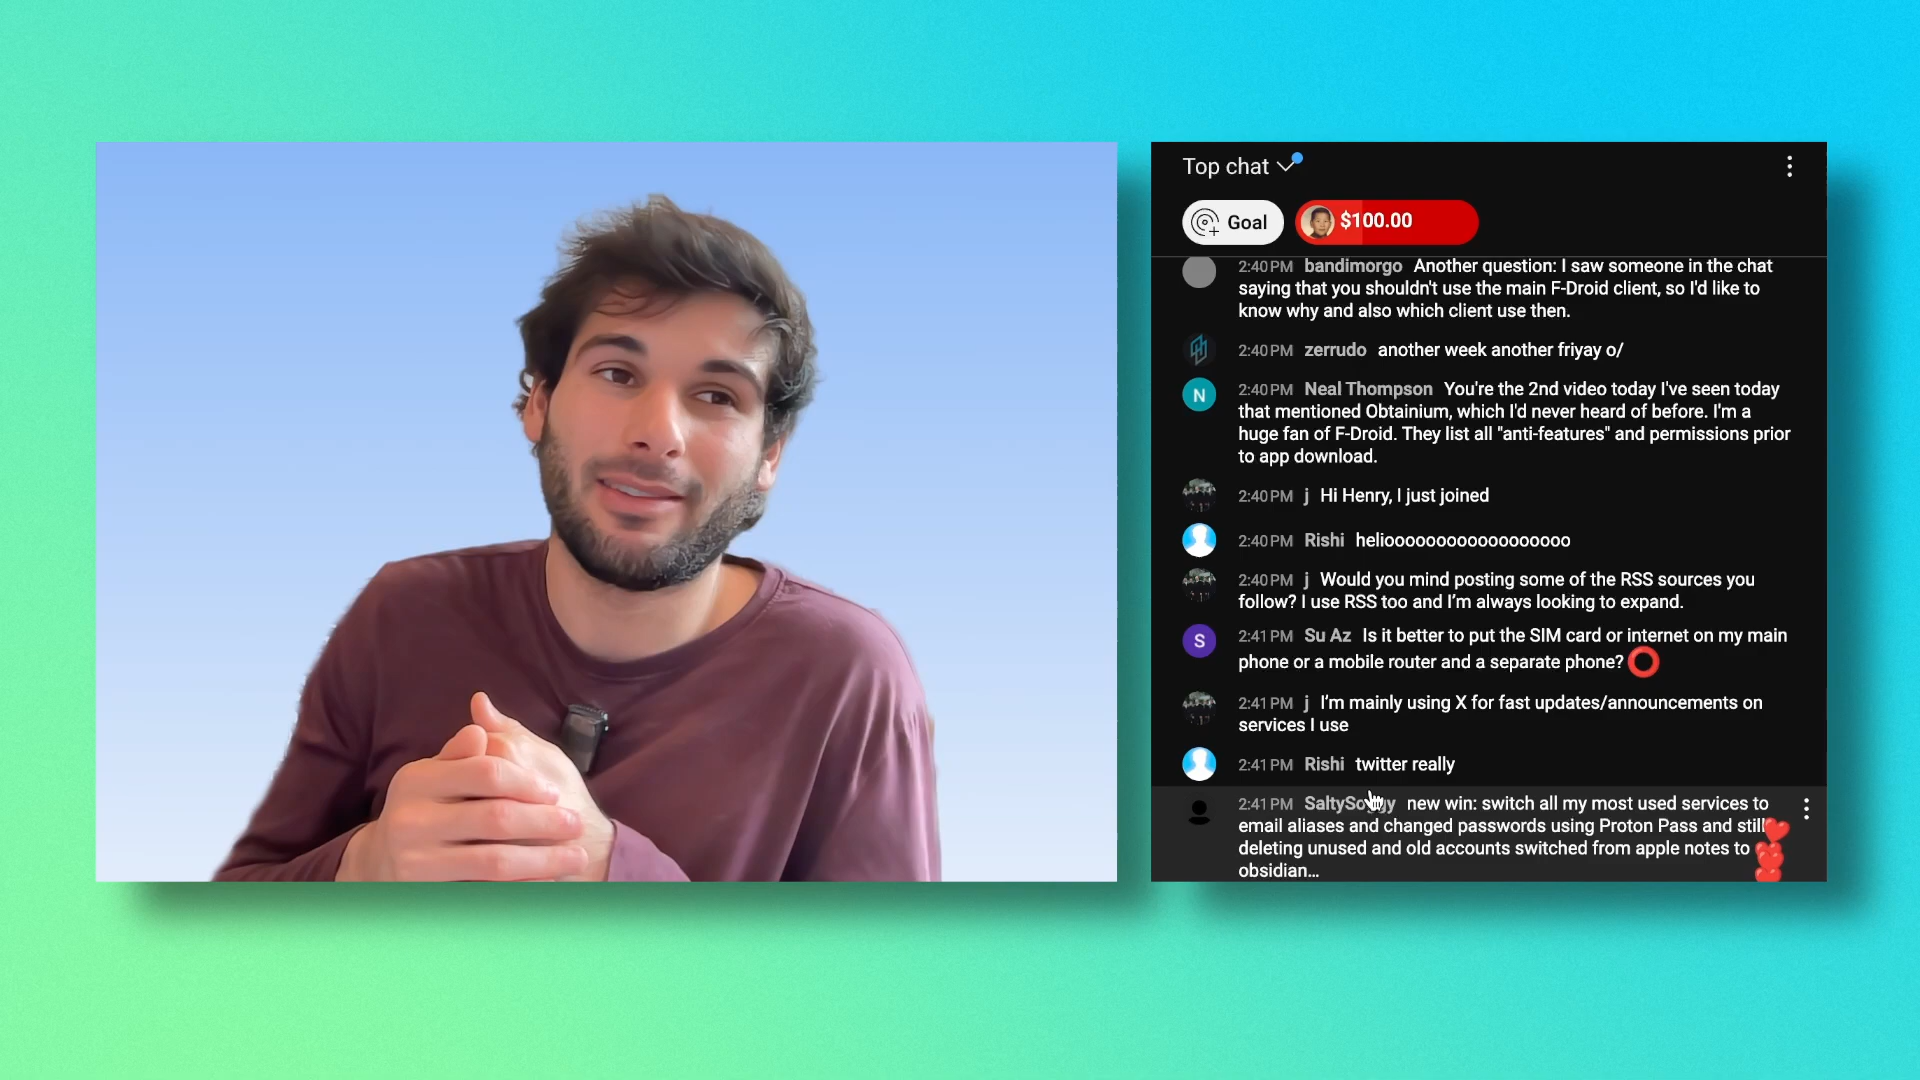 Top chat
Goal
$100.00
2:40 PM bandimorgo Another question: I saw someone in the chat
saying that you shouldn't use the main F-Droid client, so I'd like to
know why and also which client use then.
2:40 PM zerrudo another week another friyay o/
N
2:40 PM Neal Thompson You're the 2nd video today I've seen today
that mentioned Obtainium, which I'd never heard of before. I'm a
huge fan of F-Droid. They list all "anti-features" and permissions prior
to app download.
2:40 PM j Hi Henry, I just joined
2:40 PM Rishi heliooooooooooooooooooo
2:40 PM j Would you mind posting some of the RSS sources you
follow? I use RSS too and I'm always looking to expand.
S
2:41 PM Su Az Is it better to put the SIM card or internet on my main
phone or a mobile router and a separate phone?
2:41 PM j I'm mainly using X for fast updates/announcements on
services I use
2:41 PM Rishi twitter really
2:41 PM new win: switch all my most used services to
email aliases and changed passwords using Proton Pass and still
deleting unused and old accounts switched from apple notes to
obsidian...